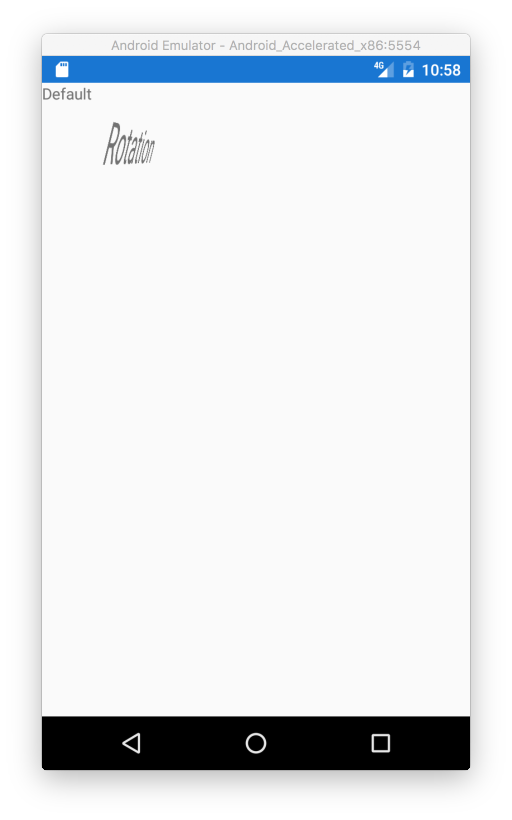 Android Emulator - Android_Accelerated_x86:5554
4G 10:58
Default
Rotation